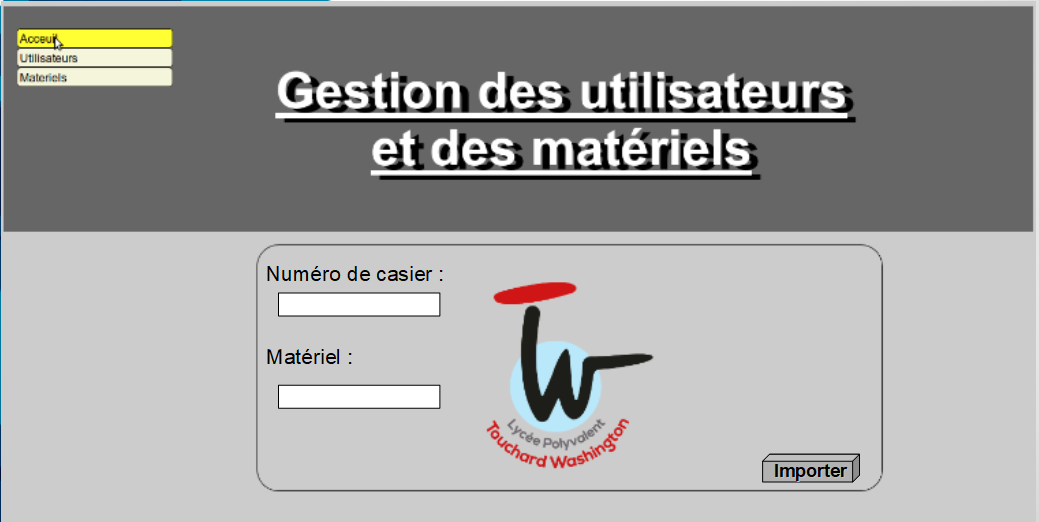 Acceuil
Utilisateurs
Materiels
Gestion des utilisateurs
et des matériels
Numéro de casier :
Matériel :
Lycée Polyvalent
Touchard Washington
Importer